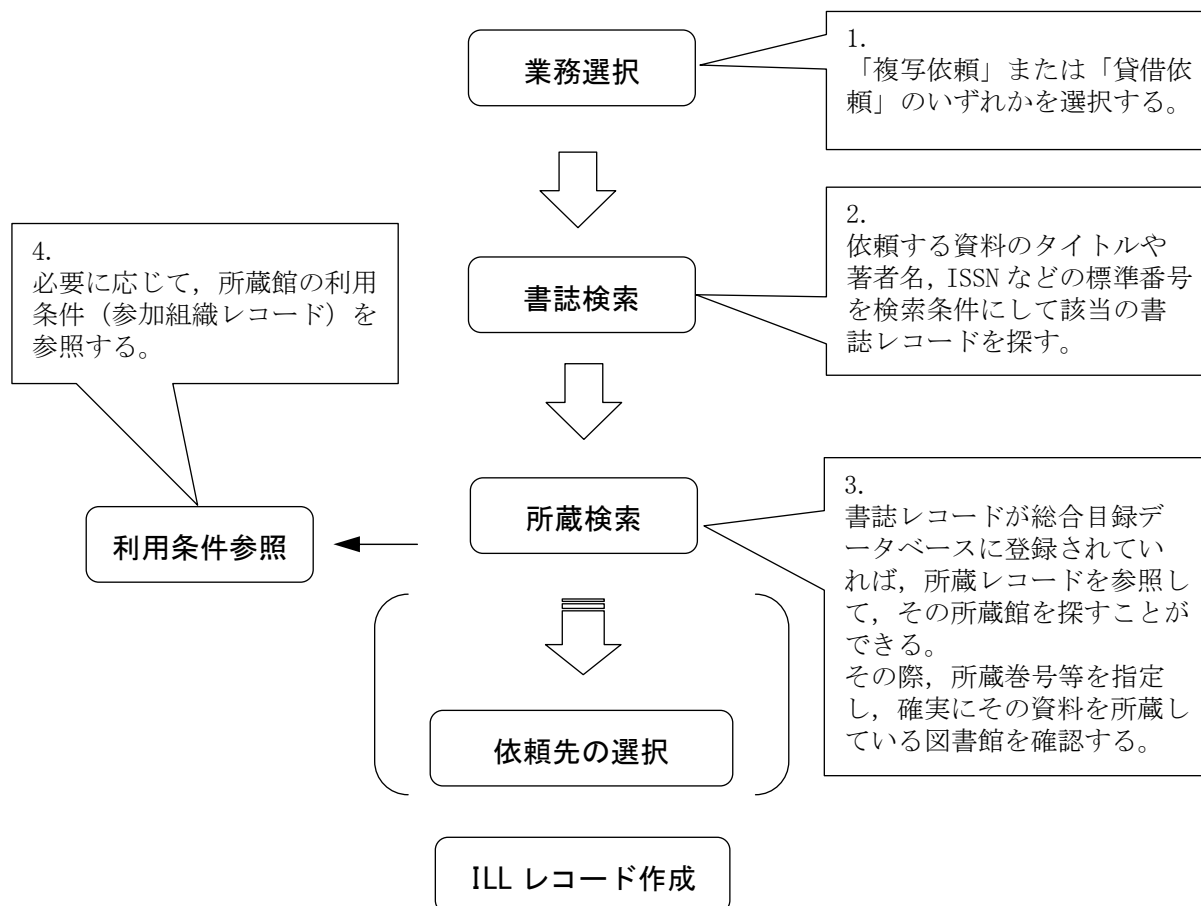 業務選択
1.
「複写依頼」または「貸借依
頼」のいずれかを選択する。
書誌検索
2.
依頼する資料のタイトルや
著者名，ISSN などの標準番号
を検索条件にして該当の書
誌レコードを探す。
所蔵検索
3.
書誌レコードが総合目録デ
ータベースに登録されてい
れば，所蔵レコードを参照し
て，その所蔵館を探すことが
できる。
その際，所蔵巻号等を指定
し，確実にその資料を所蔵し
ている図書館を確認する。
4.
必要に応じて，所蔵館の利用
条件（参加組織レコード）を
参照する。
利用条件参照
依頼先の選択
ILL レコード作成